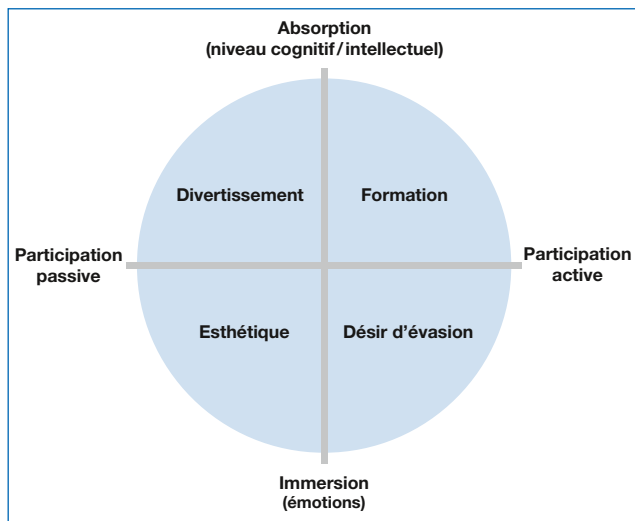 Absorption
(niveau cognitif/intellectuel)
Divertissement
Formation
Participation
passive
Participation
active
Esthétique
Désir d’évasion
Immersion
(émotions)